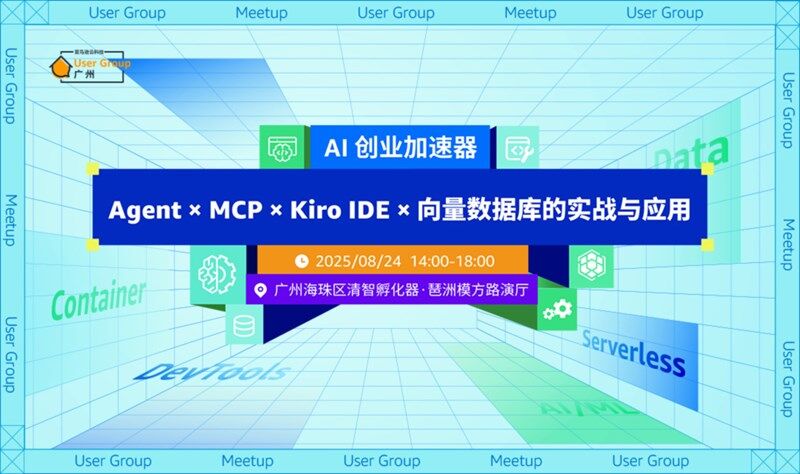 User Group Meetup User Group Meetup User Group
User Group
Meetup
User Group
亚马逊云科技
User Group
广州
AI 创业加速器
Agent × MCP × Kiro IDE × 向量数据库的实战与应用
2025/08/24 14:00-18:00
广州海珠区清智孵化器·琶洲模方路演厅
Data
Container
DevTools
Serverless
AI/ML
User Group
Meetup
User Group
User Group Meetup User Group Meetup User Group